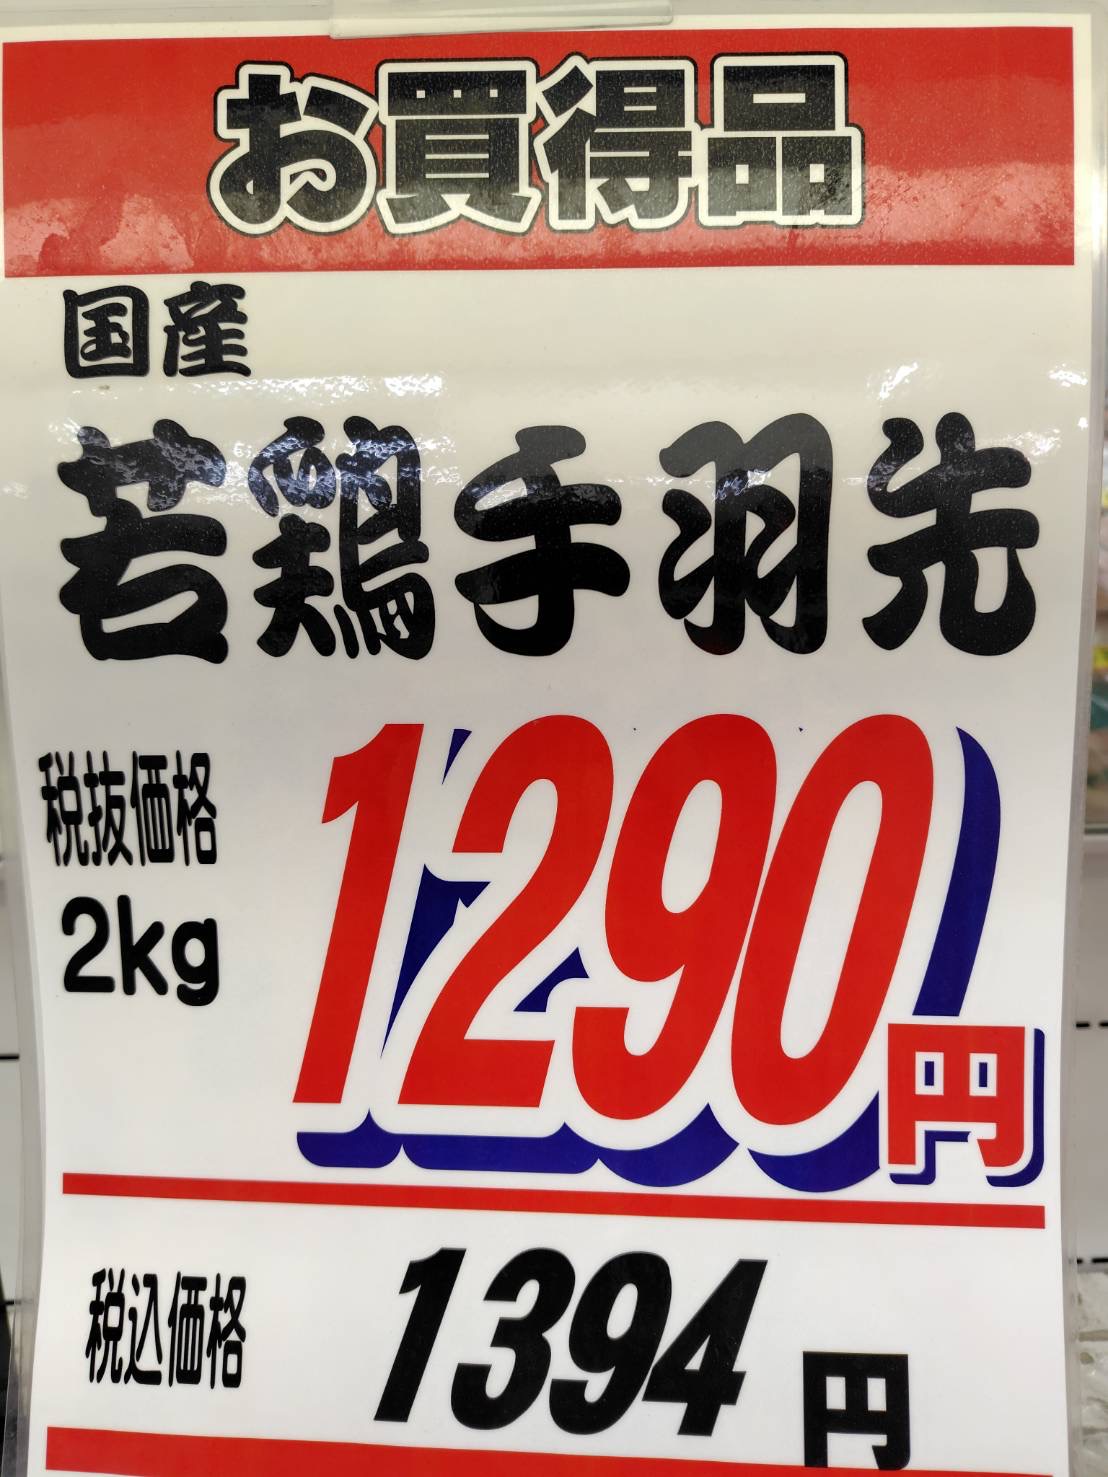 お買得品
国産
若鶏手羽先
税抜価格
2kg
1290円
税込価格
1394円